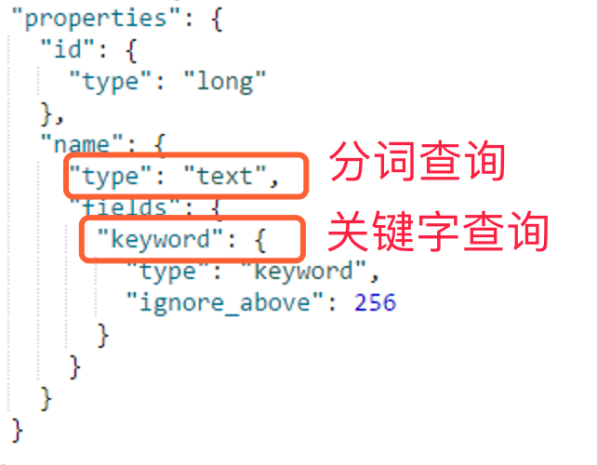 "properties": {
"id": {
"type": "long"
},
"name": {
"type": "text", 分词查询
"fields": {
"keyword": { 关键字查询
"type": "keyword",
"ignore_above": 256
}
}
}
}